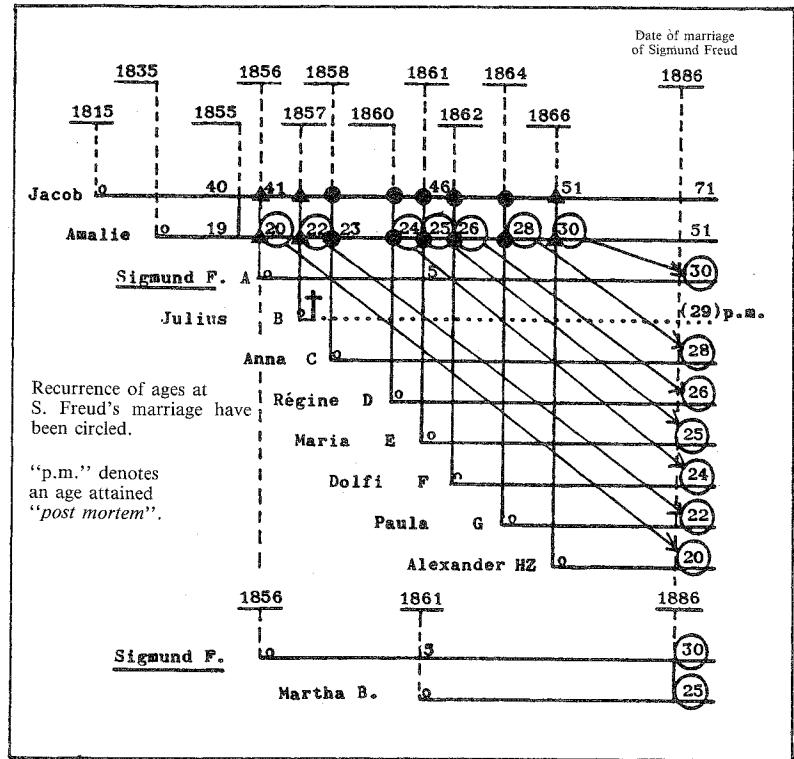 Date of marriage
of Sigmund Freud
1835 1856 1858 1861 1864 1886
1815 1855 1857 1860 1862 1866
Jacob o 40 41 46 51 71
Amalie o 19 20 22 23 24 25 26 28 30 51
Sigmund F. A o 5 30
Julius B o (29)p.m.
Anna C o 28
Régine D o 26
Maria E o 25
Dolfi F o 24
Paula G o 22
Alexander HZ o 20
Recurrence of ages at
S. Freud's marriage have
been circled.
"p.m." denotes
an age attained
"post mortem".
1856 1861 1886
Sigmund F. o 5 30
Martha B. o 25